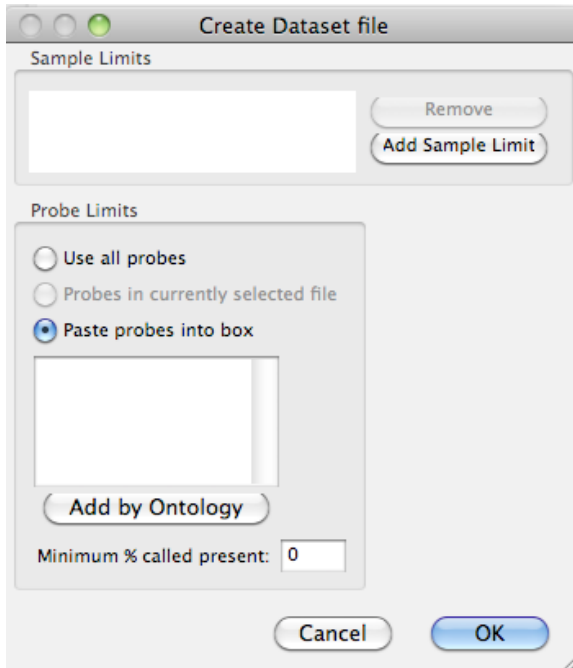 Create Dataset file
Sample Limits
Remove
Add Sample Limit
Probe Limits
Use all probes
Probes in currently selected file
Paste probes into box
Add by Ontology
Minimum % called present: 0
Cancel OK